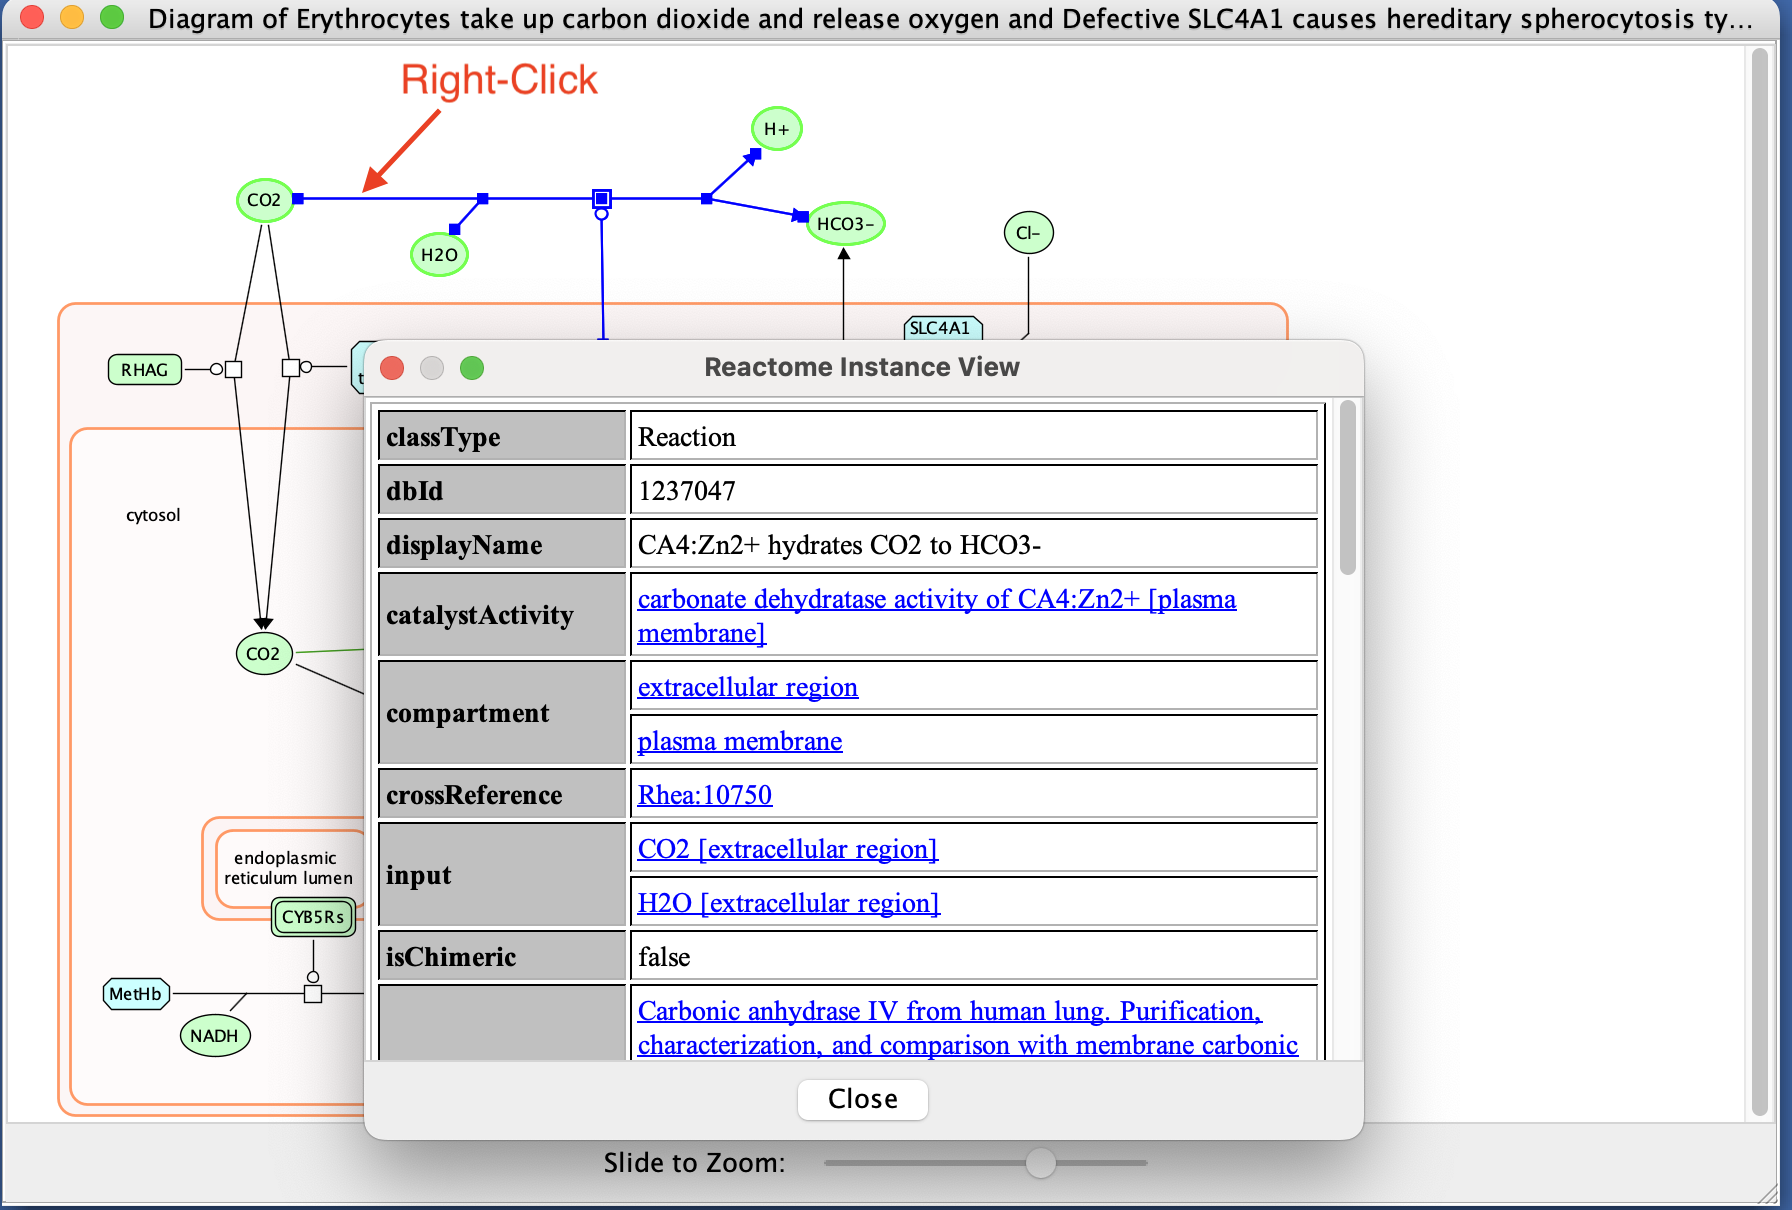 Diagram of Erythrocytes take up carbon dioxide and release oxygen and Defective SLC4A1 causes hereditary spherocytosis ty...
Right-Click
H+
CO2
HCO3-
Cl-
H2O
SLC4A1
RHAG
t
cytosol
CO2
endoplasmic
reticulum lumen
CYB5Rs
MetHb
NADH
Reactome Instance View
classType
Reaction
dbId
1237047
displayName
CA4:Zn2+ hydrates CO2 to HCO3-
catalystActivity
carbonate dehydratase activity of CA4:Zn2+ [plasma
membrane]
compartment
extracellular region
plasma membrane
crossReference
Rhea:10750
input
CO2 [extracellular region]
H2O [extracellular region]
isChimeric
false
Carbonic anhydrase IV from human lung. Purification,
characterization, and comparison with membrane carbonic
Close
Slide to Zoom: